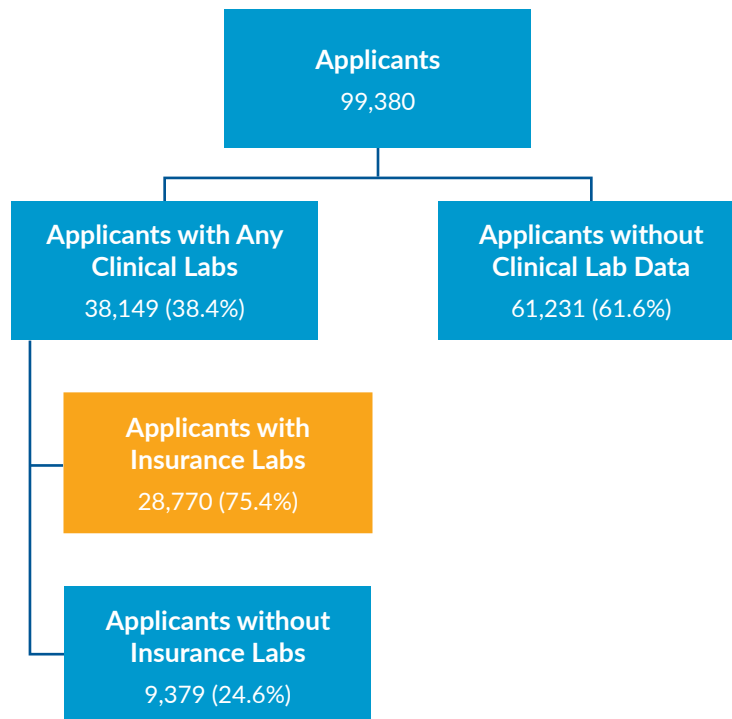 Applicants
99,380
Applicants with Any
Clinical Labs
38,149 (38.4%)
Applicants without
Clinical Lab Data
61,231 (61.6%)
Applicants with
Insurance Labs
28,770 (75.4%)
Applicants without
Insurance Labs
9,379 (24.6%)